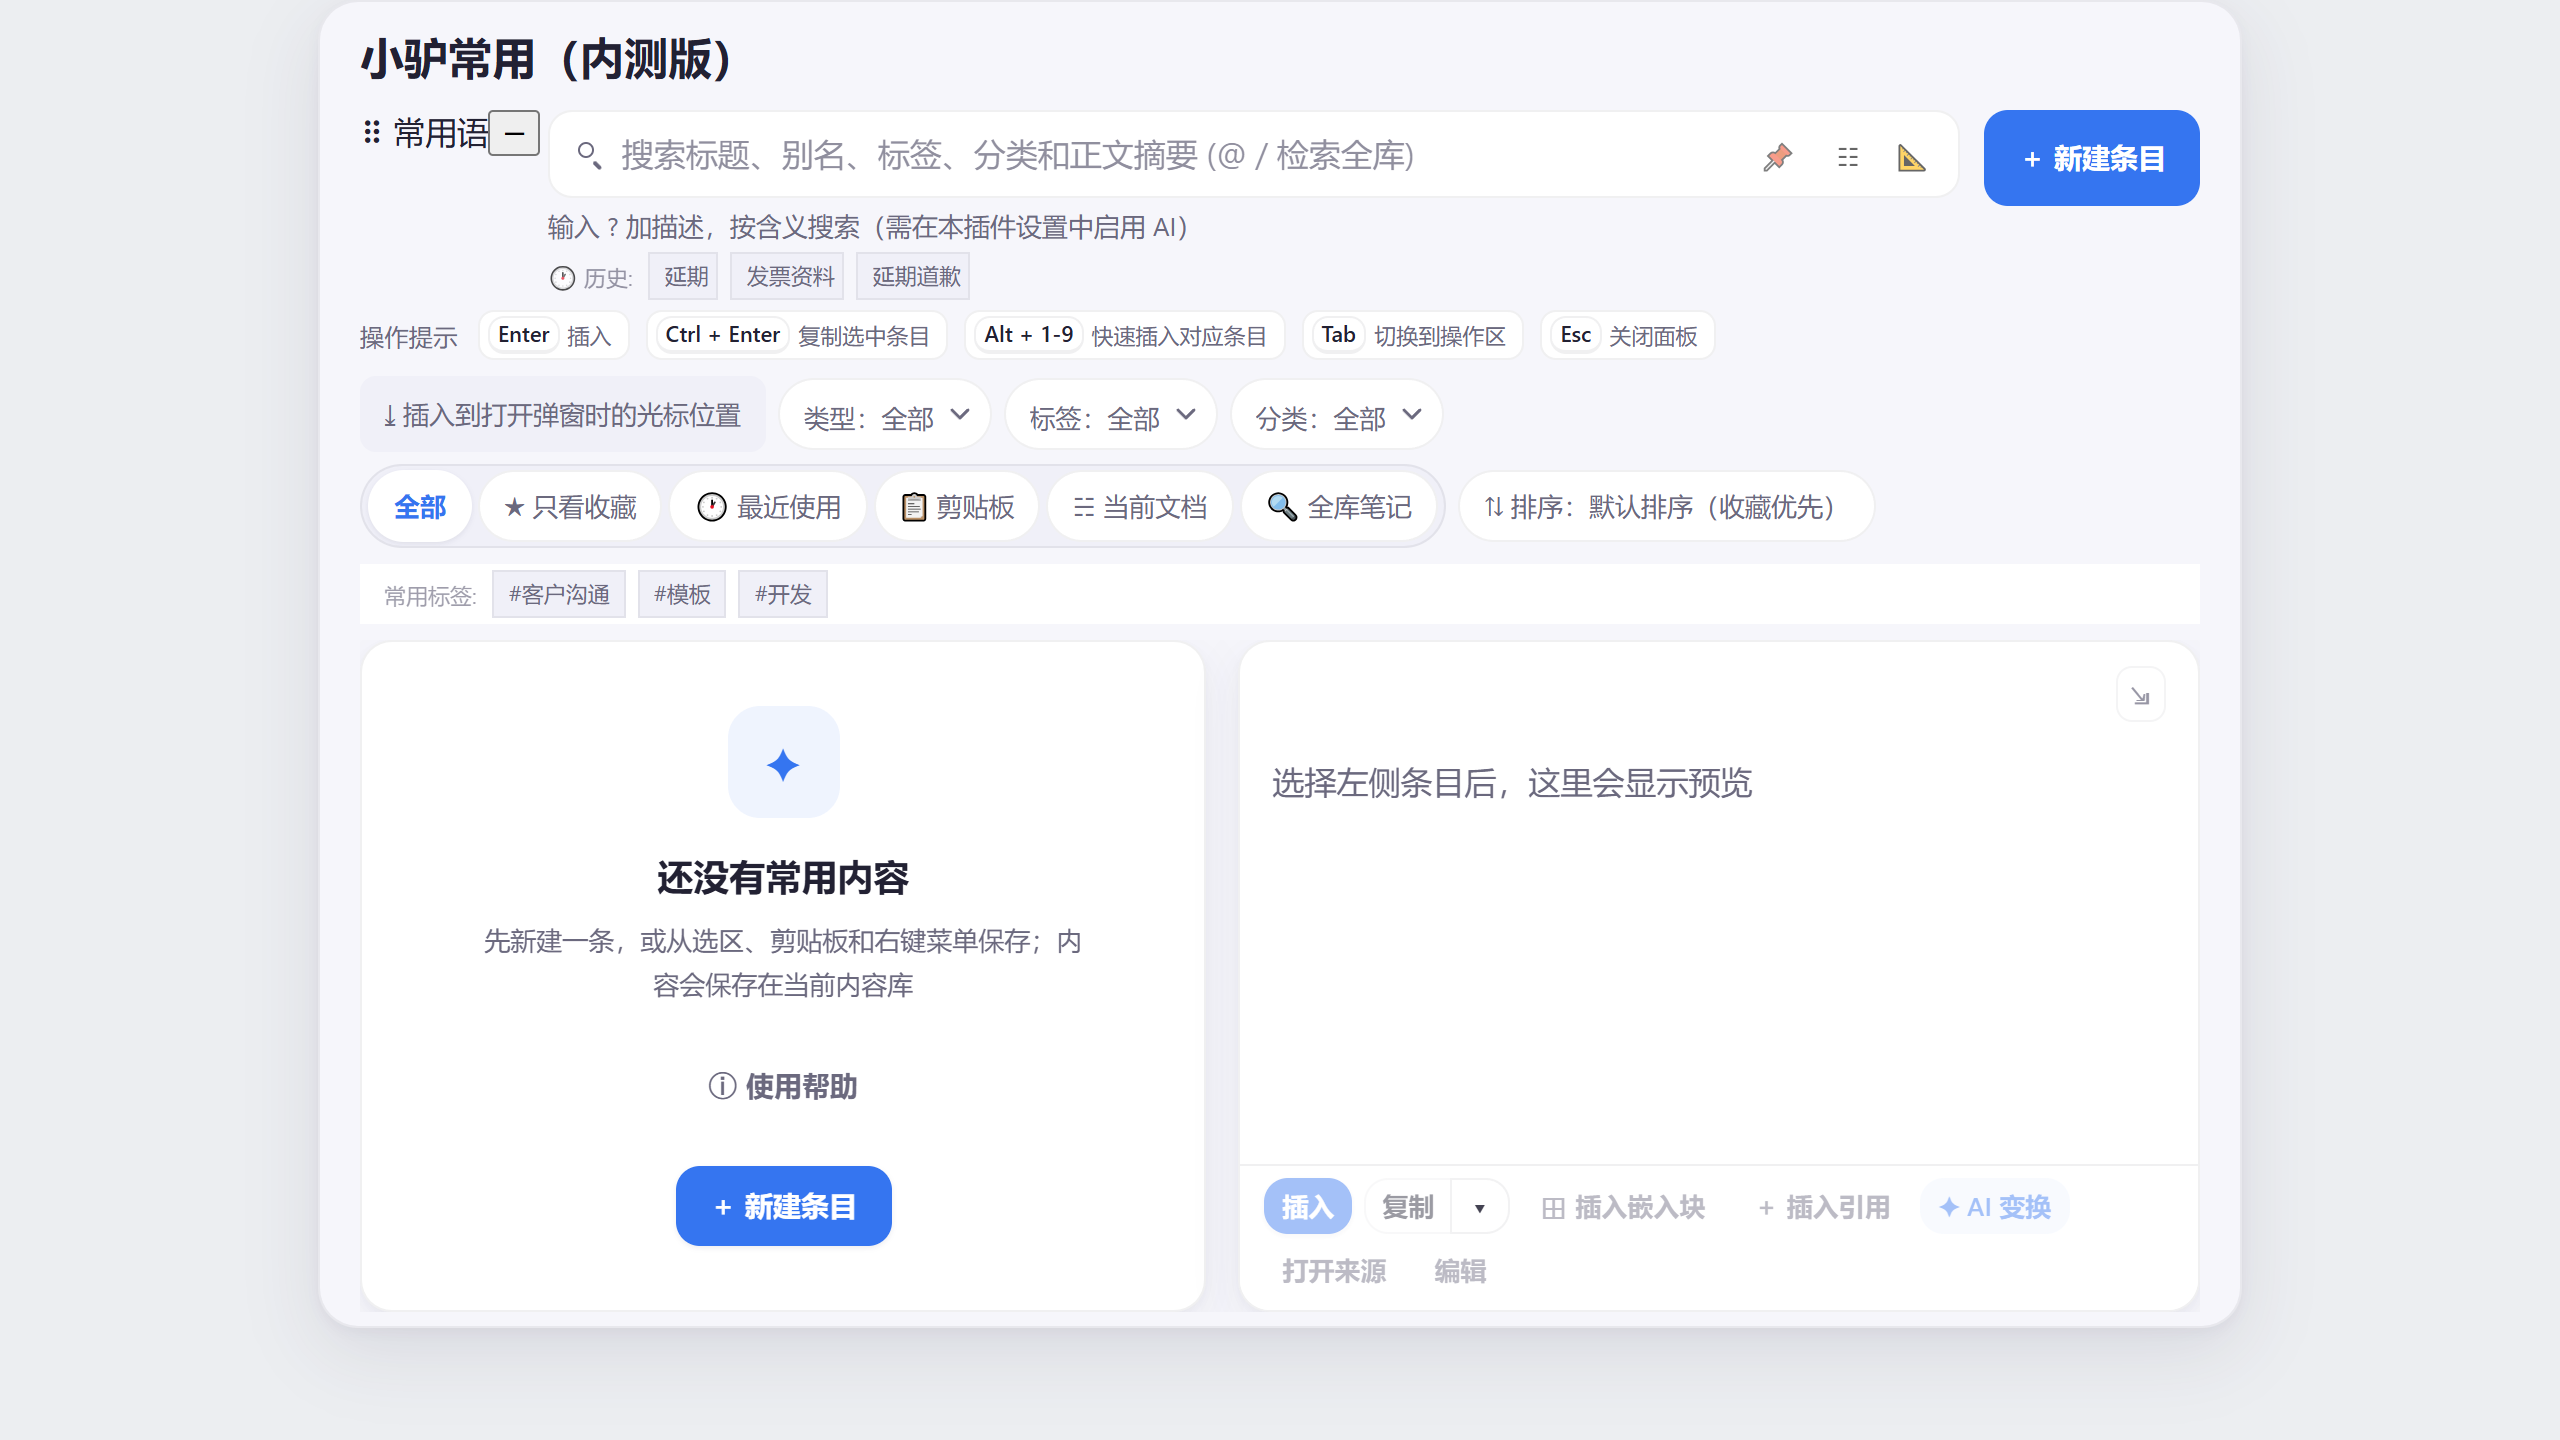 小驴常用（内测版）
常用语 −
搜索标题、别名、标签、分类和正文摘要 (@ / 检索全库)
+ 新建条目
输入 ? 加描述，按含义搜索（需在本插件设置中启用 AI）
历史: 延期 发票资料 延期道歉
操作提示 Enter 插入 Ctrl + Enter 复制选中条目 Alt + 1-9 快速插入对应条目 Tab 切换到操作区 Esc 关闭面板
⤓插入到打开弹窗时的光标位置 类型：全部 标签：全部 分类：全部
全部 ★ 只看收藏 最近使用 剪贴板 当前文档 全库笔记 ⇅ 排序：默认排序（收藏优先）
常用标签: #客户沟通 #模板 #开发
还没有常用内容
先新建一条，或从选区、剪贴板和右键菜单保存；内
容会保存在当前内容库
ⓘ 使用帮助
+ 新建条目
选择左侧条目后，这里会显示预览
插入 复制 ▾ 插入嵌入块 + 插入引用 ✦ AI 变换
打开来源 编辑